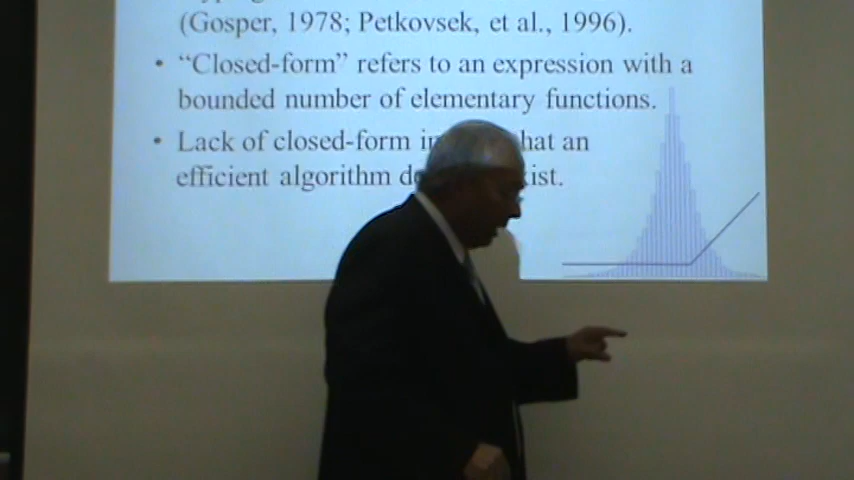 (Gosper, 1978; Petkovsek, et al., 1996).
• “Closed-form” refers to an expression with a
bounded number of elementary functions.
• Lack of closed-form hat an
efficient algorithm ist.